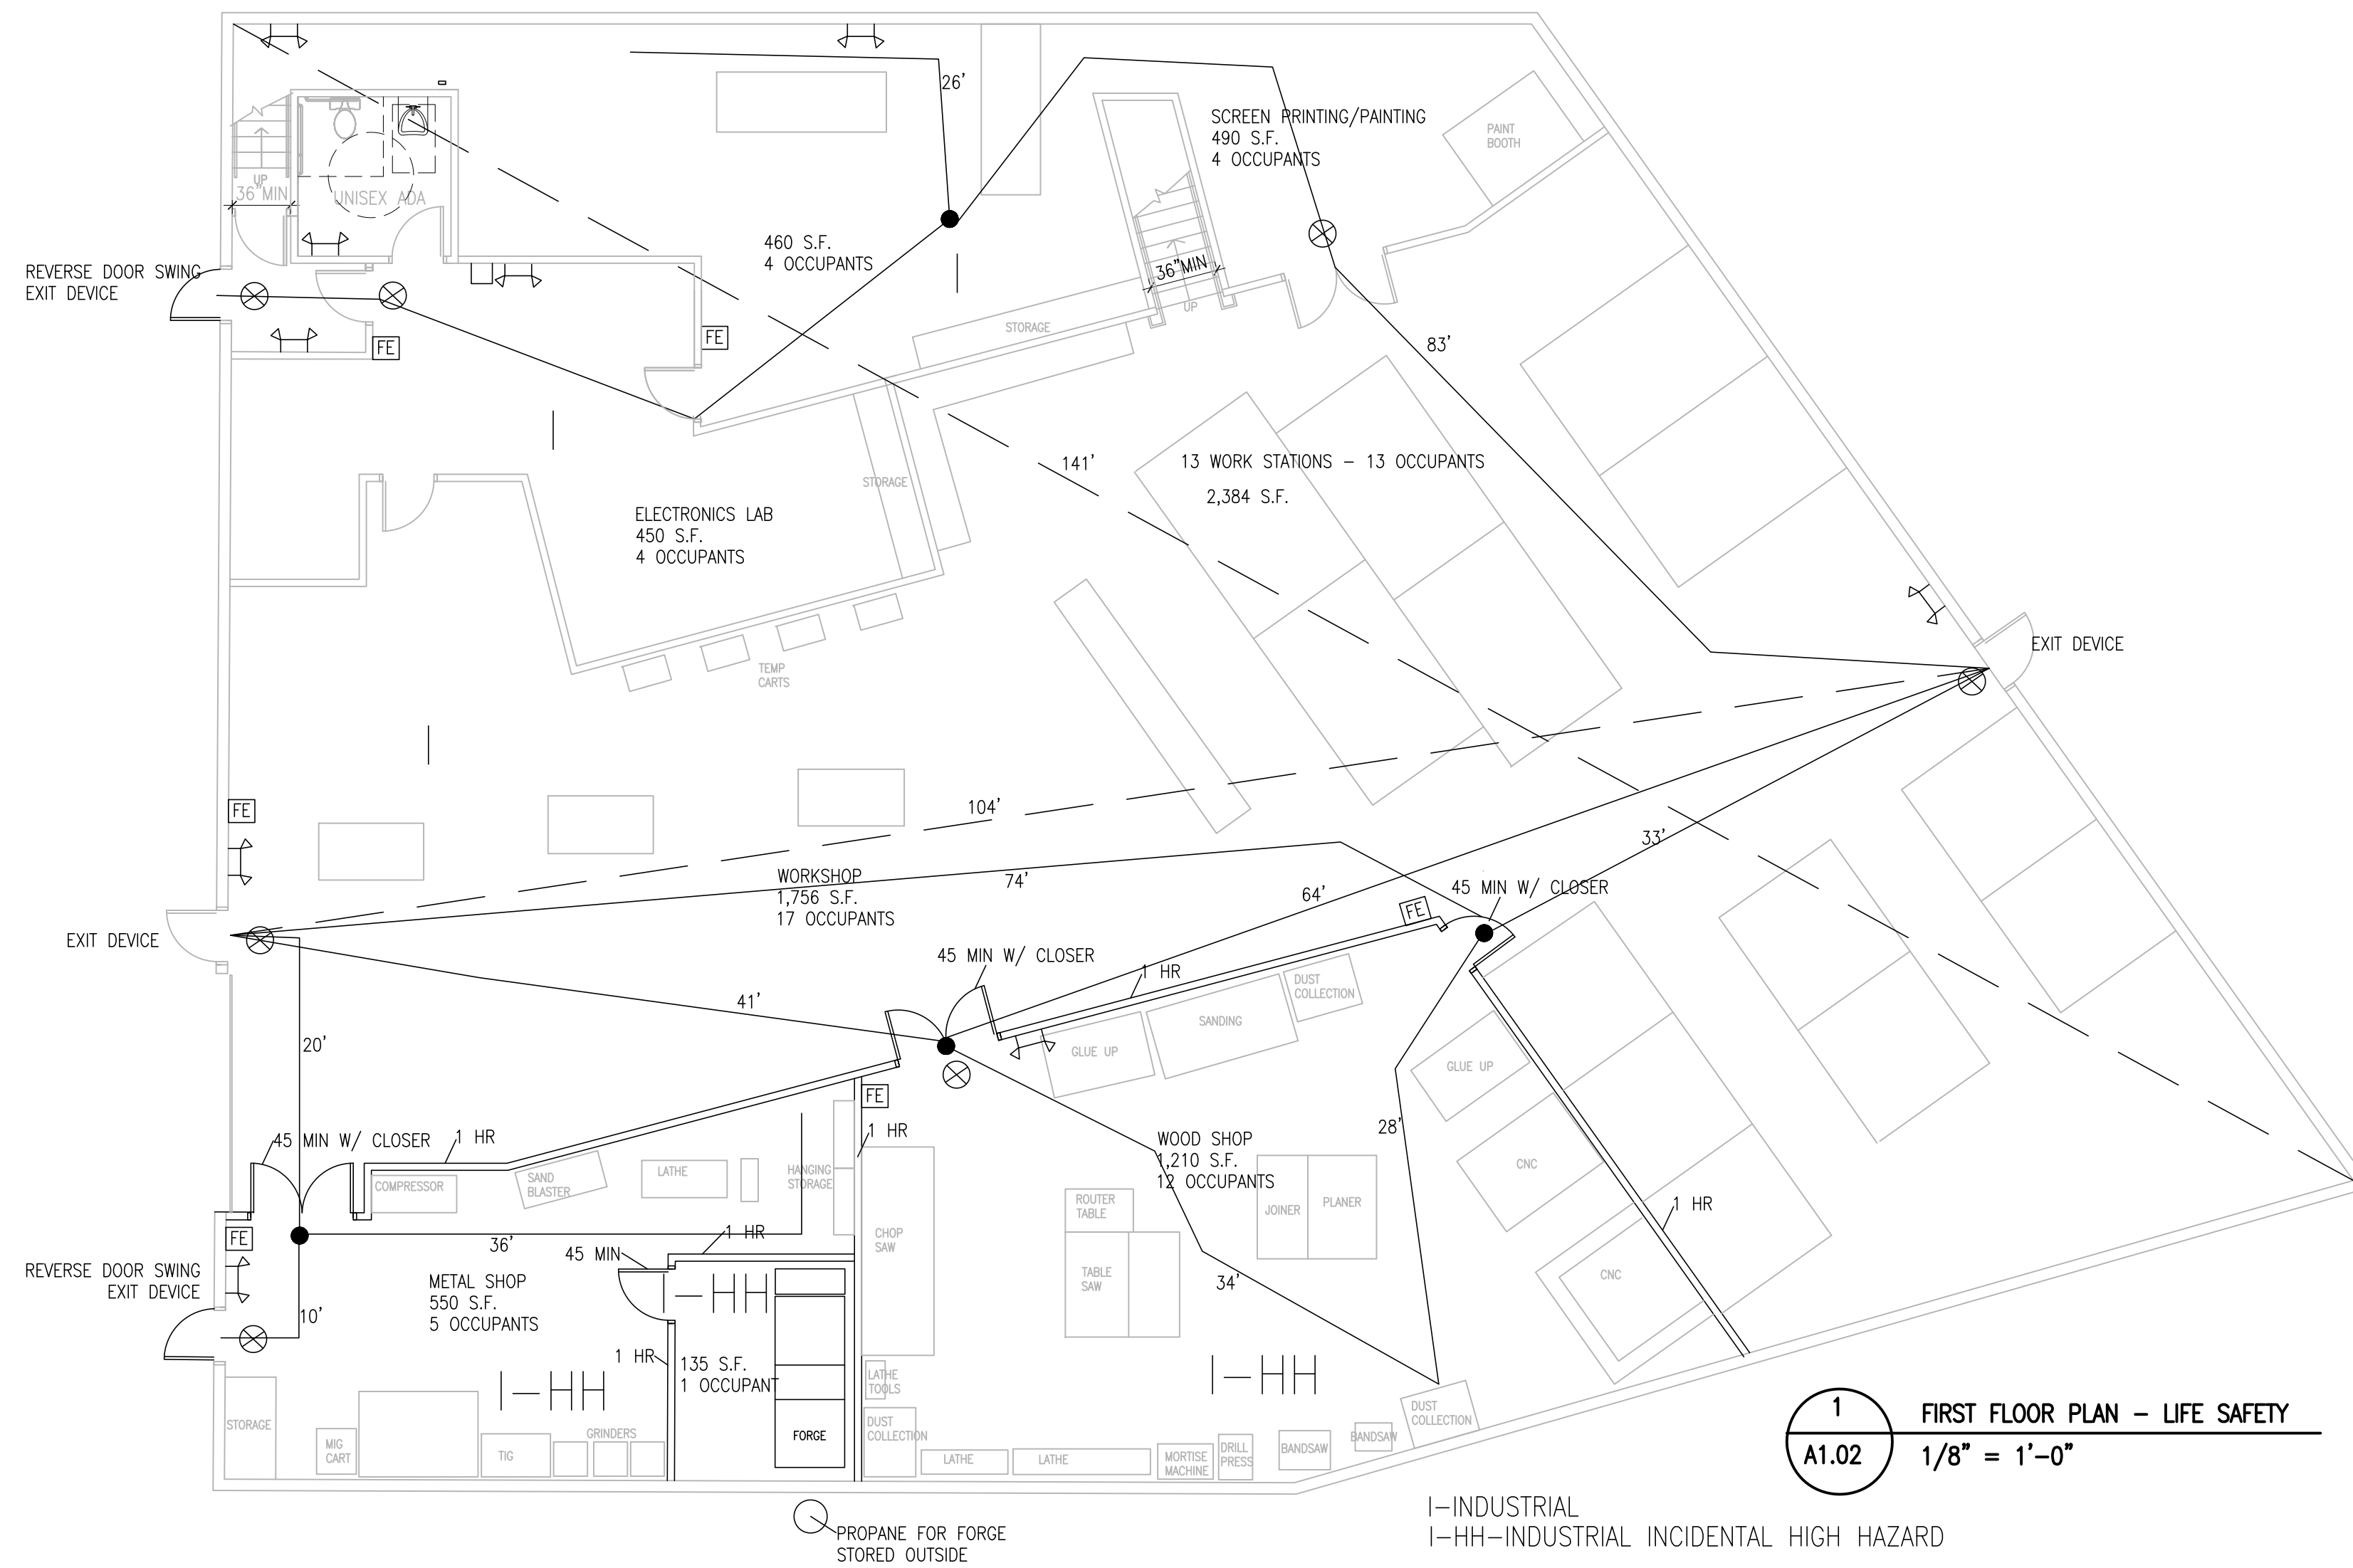 26'
SCREEN PRINTING/PAINTING
490 S.F.
4 OCCUPANTS
PAINT
BOOTH
UP
36"MIN
UNISEX ADA
460 S.F.
4 OCCUPANTS
REVERSE DOOR SWING
EXIT DEVICE
36"MIN
UP
STORAGE
FE
FE
83'
141'
13 WORK STATIONS - 13 OCCUPANTS
2,384 S.F.
STORAGE
ELECTRONICS LAB
450 S.F.
4 OCCUPANTS
I
I
I
TEMP
CARTS
EXIT DEVICE
FE
104'
33'
WORKSHOP
1,756 S.F.
17 OCCUPANTS
74'
64'
45 MIN W/ CLOSER
FE
EXIT DEVICE
45 MIN W/ CLOSER
1 HR
DUST
COLLECTION
41'
SANDING
GLUE UP
GLUE UP
20'
FE
1 HR
45 MIN W/ CLOSER
1 HR
28'
WOOD SHOP
1,210 S.F.
12 OCCUPANTS
COMPRESSOR
SAND
BLASTER
LATHE
HANGING
STORAGE
CNC
ROUTER
TABLE
JOINER
PLANER
1 HR
FE
36'
1 HR
CHOP
SAW
45 MIN
REVERSE DOOR SWING
EXIT DEVICE
METAL SHOP
550 S.F.
5 OCCUPANTS
I-HH
TABLE
SAW
34'
CNC
10'
1 HR
135 S.F.
1 OCCUPANT
I-HH
I-HH
LATHE
TOOLS
STORAGE
MIG
CART
TIG
GRINDERS
FORGE
DUST
COLLECTION
LATHE
LATHE
MORTISE
MACHINE
DRILL
PRESS
BANDSAW
BANDSAW
DUST
COLLECTION
1
A1.02
FIRST FLOOR PLAN - LIFE SAFETY
1/8" = 1'-0"
PROPANE FOR FORGE
STORED OUTSIDE
I-INDUSTRIAL
I-HH-INDUSTRIAL INCIDENTAL HIGH HAZARD